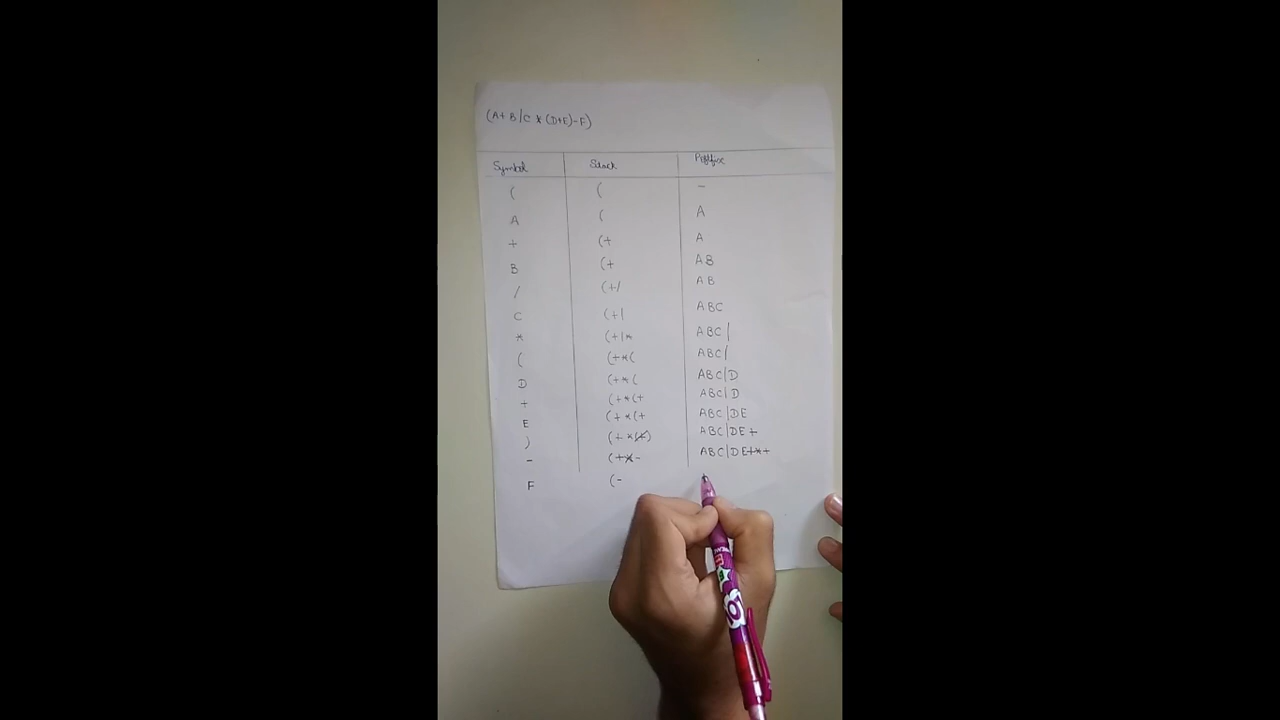 (A+B/C*(D+E)-F)
Symbol Stack Postfix
( ( -
A ( A
+ (+ A
B (+ AB
/ (+/ AB
C (+/ ABC
* (+/* ABC/
( (+*( ABC/
D (+*( ABC/D
+ (+*(+ ABC/D
E (+*(+ ABC/DE
) (+*(+) ABC/DE+
- (+*- ABC/DE+*+
F (-